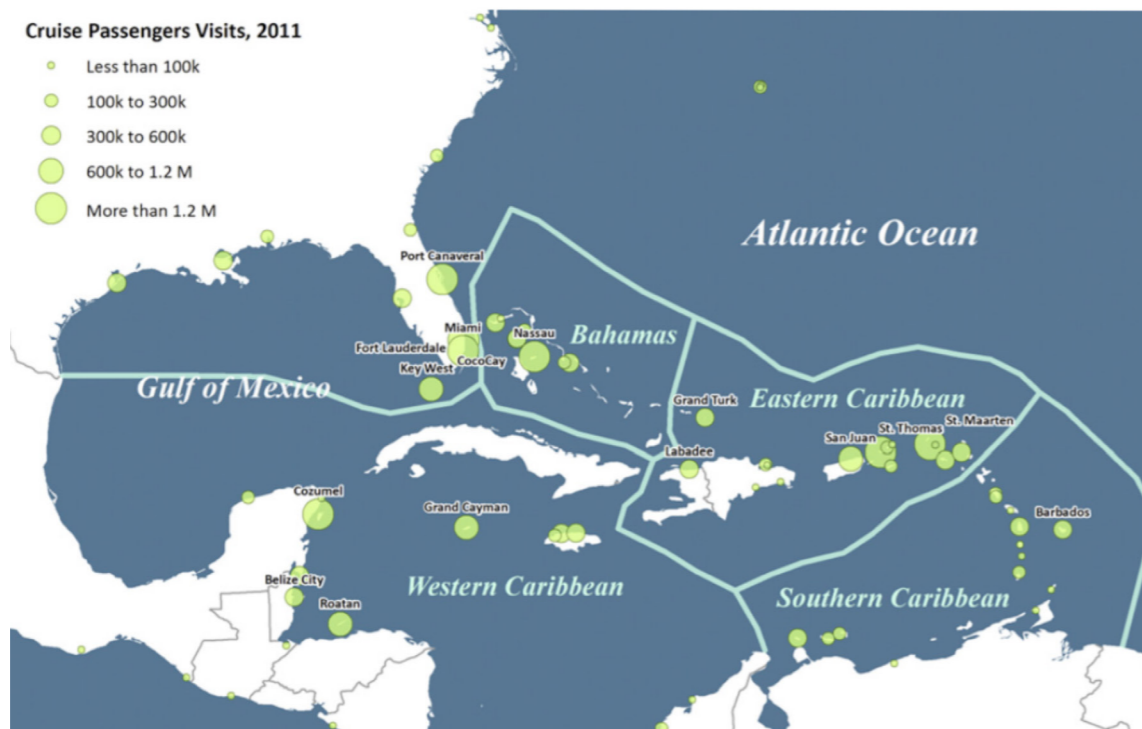 Cruise Passengers Visits, 2011
Less than 100k
100k to 300k
300k to 600k
600k to 1.2 M
More than 1.2 M
Atlantic Ocean
Port Canaveral
Miami
Nassau
Bahamas
Fort Lauderdale
CocoCay
Key West
Gulf of Mexico
Grand Turk
Eastern Caribbean
St. Maarten
St. Thomas
San Juan
Labadee
Cozumel
Grand Cayman
Barbados
Belize City
Western Caribbean
Southern Caribbean
Roatan